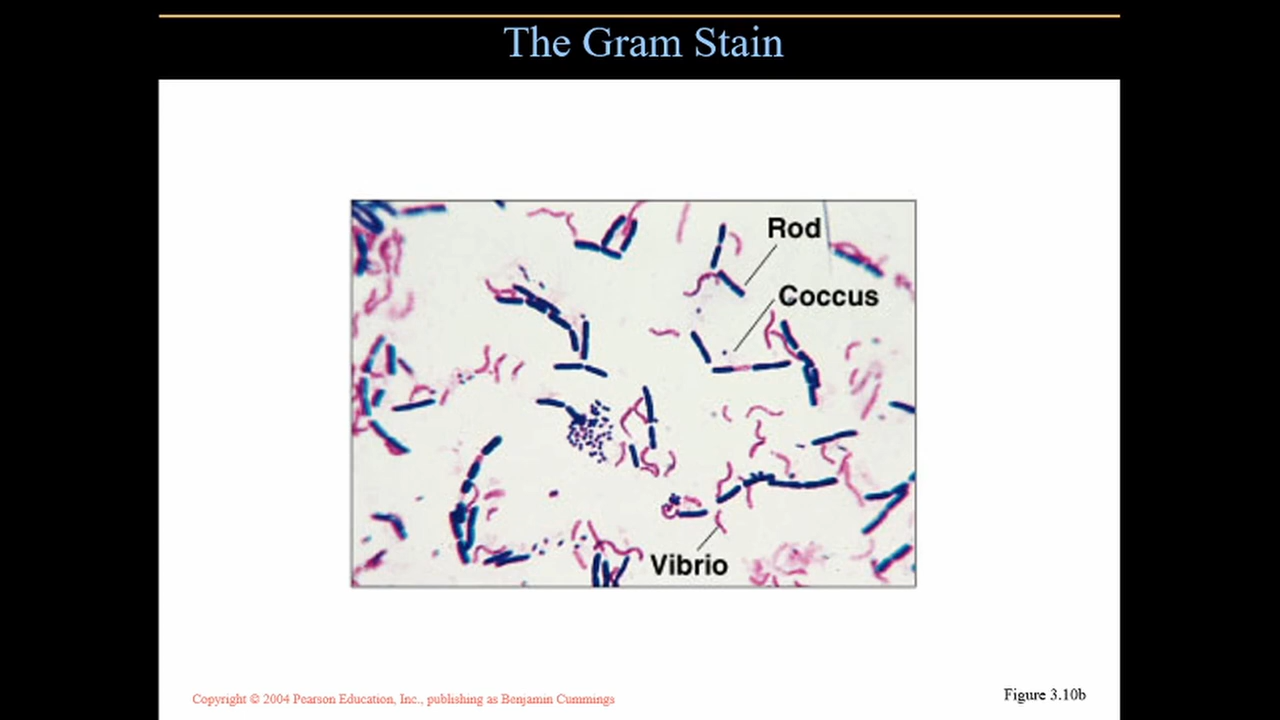 The Gram Stain
Rod
Coccus
Vibrio
Copyright © 2004 Pearson Education, Inc., publishing as Benjamin Cummings
Figure 3.10b